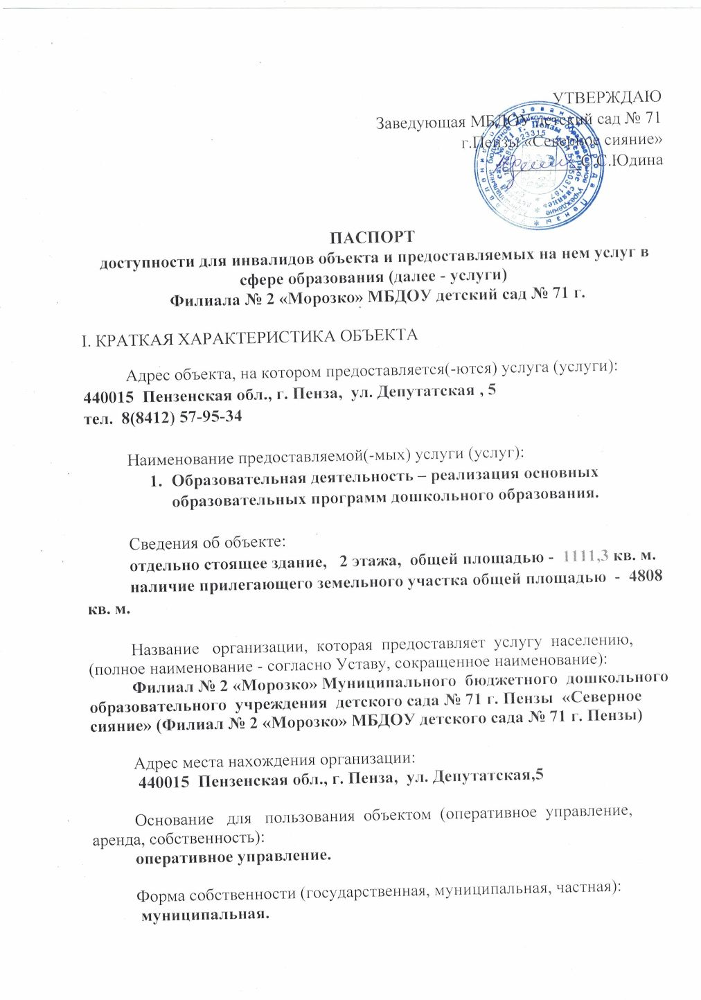 УТВЕРЖДАЮ
Заведующая МБДОУ детский сад № 71
г.Пензы «Северное сияние»
С.С.Юдина
ПАСПОРТ
доступности для инвалидов объекта и предоставляемых на нем услуг в
сфере образования (далее - услуги)
Филиала № 2 «Морозко» МБДОУ детский сад № 71 г.
I. КРАТКАЯ ХАРАКТЕРИСТИКА ОБЪЕКТА
Адрес объекта, на котором предоставляется(-ются) услуга (услуги):
440015 Пензенская обл., г. Пенза, ул. Депутатская , 5
тел. 8(8412) 57-95-34
Наименование предоставляемой(-мых) услуги (услуг):
1. Образовательная деятельность – реализация основных
образовательных программ дошкольного образования.
Сведения об объекте:
отдельно стоящее здание, 2 этажа, общей площадью - 1111,3 кв. м.
наличие прилегающего земельного участка общей площадью - 4808
кв. м.
Название организации, которая предоставляет услугу населению,
(полное наименование - согласно Уставу, сокращенное наименование):
Филиал № 2 «Морозко» Муниципального бюджетного дошкольного
образовательного учреждения детского сада № 71 г. Пензы «Северное
сияние» (Филиал № 2 «Морозко» МБДОУ детского сада № 71 г. Пензы)
Адрес места нахождения организации:
440015 Пензенская обл., г. Пенза, ул. Депутатская,5
Основание для пользования объектом (оперативное управление,
аренда, собственность):
оперативное управление.
Форма собственности (государственная, муниципальная, частная):
муниципальная.